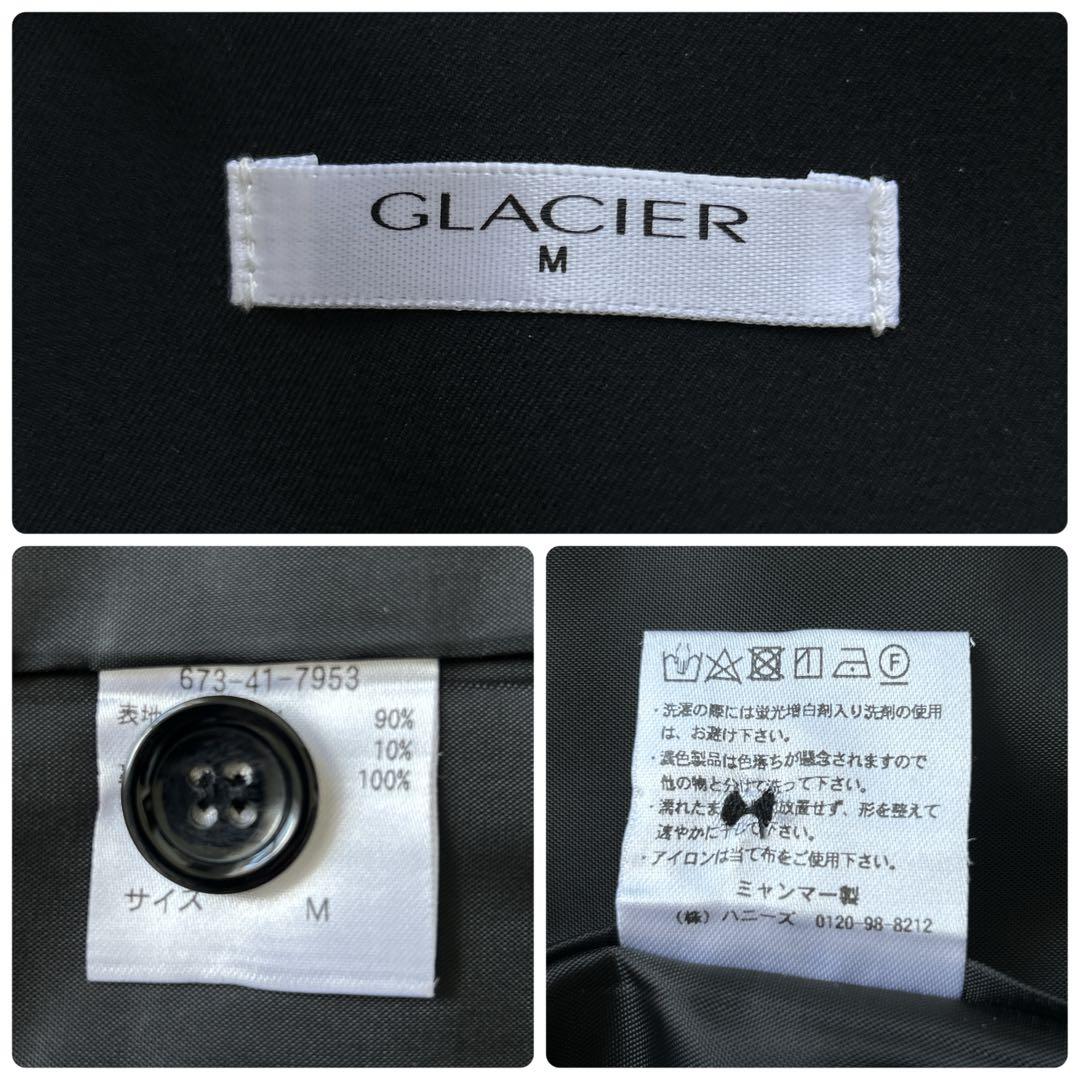 GLACIER
M
673-41-7953
表地 90%
10%
100%
サイズ M
F
・洗濯の際には蛍光増白剤入り洗剤の使用
は、お避け下さい。
・濃色製品は色落ちが懸念されますので
他の物と分けて洗って下さい。
・濡れたま 放置せず、形を整えて
速やかに干して下さい。
・アイロンは当て布をご使用下さい。
ミャンマー製
(株) ハニーズ 0120-98-8212